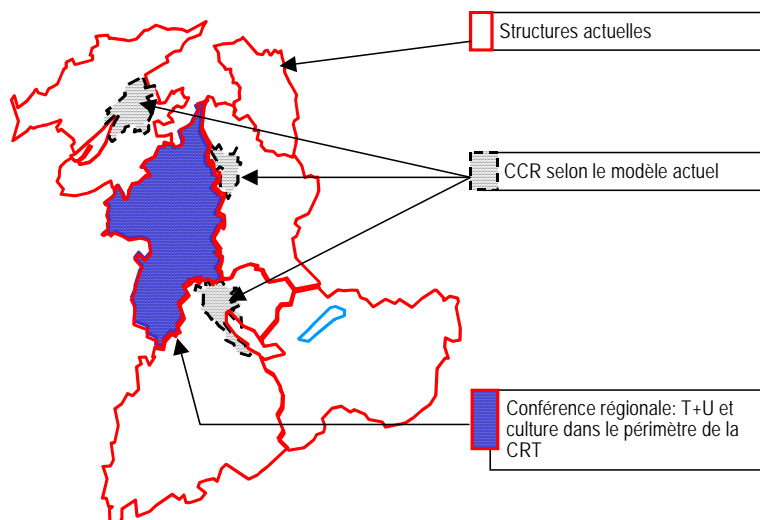 Structures actuelles
CCR selon le modèle actuel
Conférence régionale: T+U et
culture dans le périmètre de la
CRT